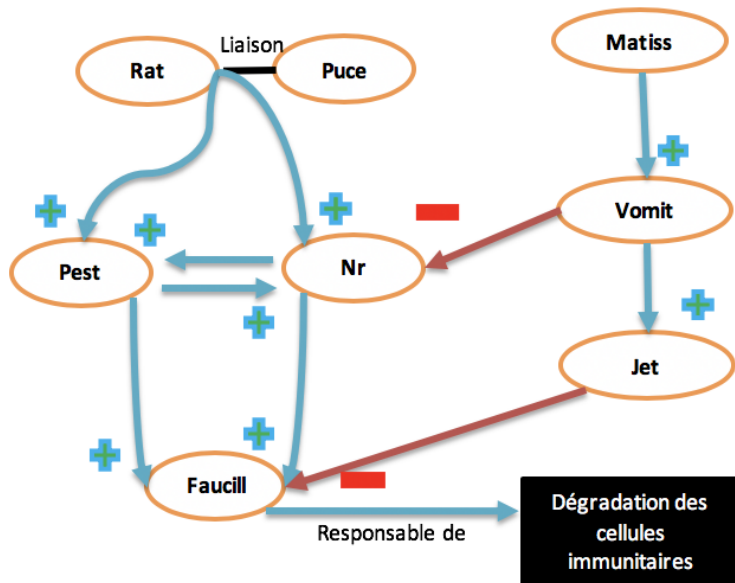 Liaison
Rat
Puce
Matiss
Vomit
Pest
Nr
Jet
Faucill
Responsable de
Dégradation des
cellules
immunitaires